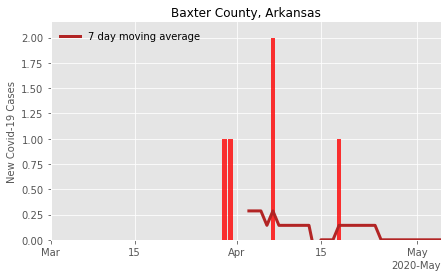 Baxter County, Arkansas
7 day moving average
New Covid-19 Cases
2.00
1.75
1.50
1.25
1.00
0.75
0.50
0.25
0.00
Mar 15 Apr 15 May
2020-May